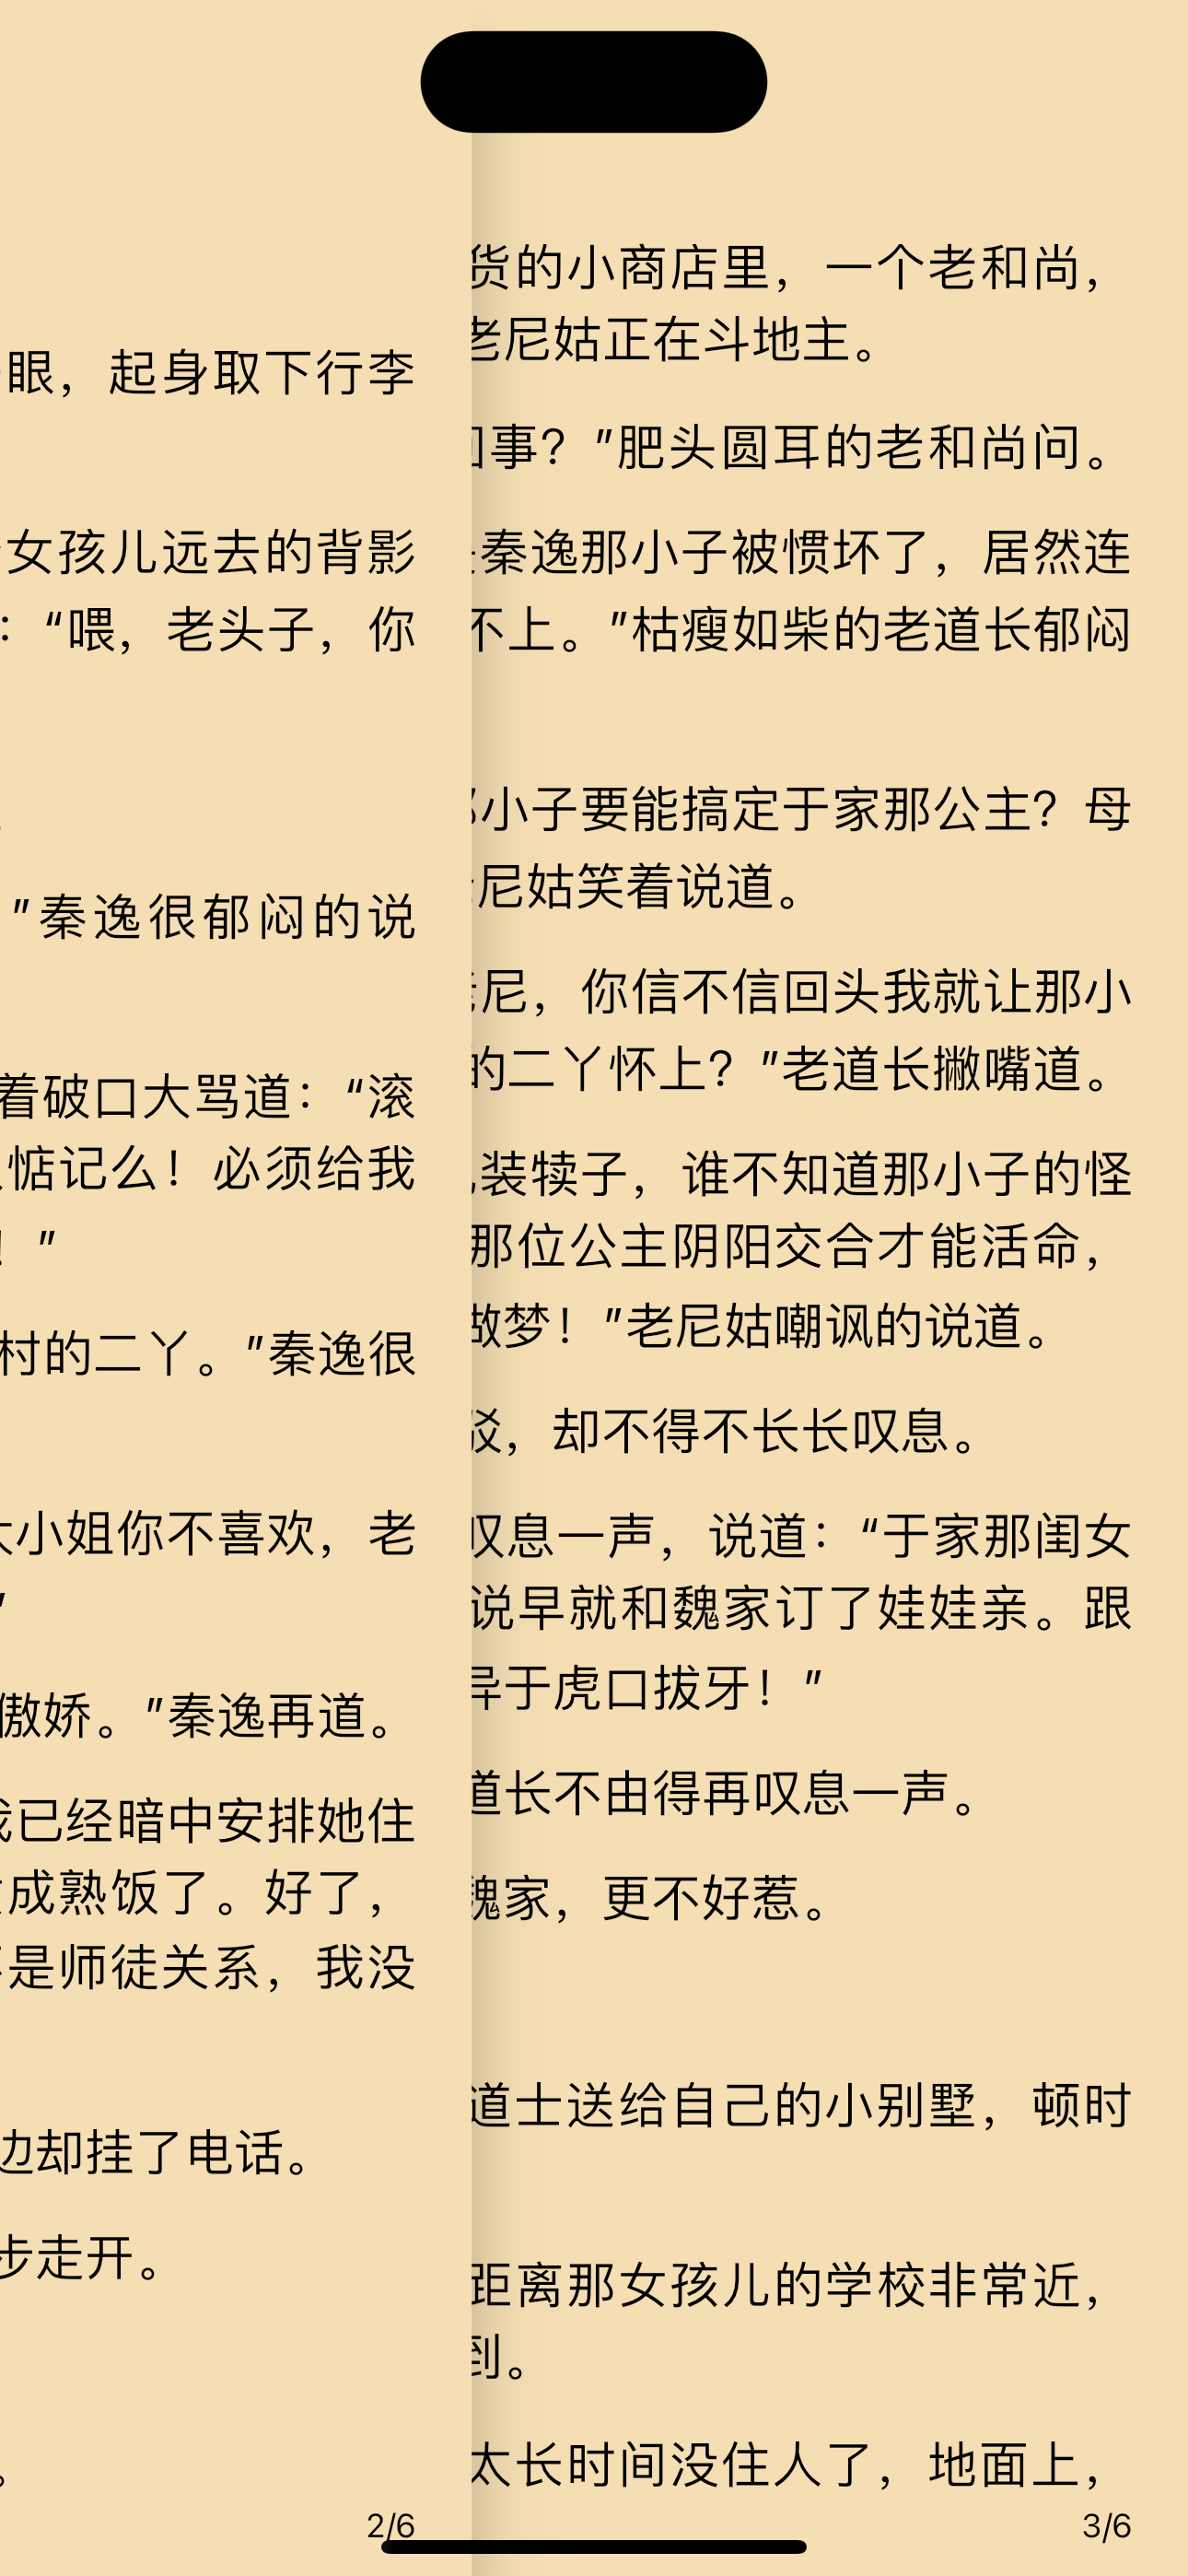 眼，起身取下行李
女孩儿远去的背影
：“喂，老头子，你
”秦逸很郁闷的说
着破口大骂道：“滚
惦记么！必须给我
！”
村的二丫。”秦逸很
大小姐你不喜欢，老
”
傲娇。”秦逸再道。
我已经暗中安排她住
成熟饭了。好了，
是师徒关系，我没
边却挂了电话。
步走开。
。
2/6
货的小商店里，一个老和尚，
老尼姑正在斗地主。
回事？”肥头圆耳的老和尚问。
秦逸那小子被惯坏了，居然连
不上。”枯瘦如柴的老道长郁闷
小子要能搞定于家那公主？母
尼姑笑着说道。
尼，你信不信回头我就让那小
的二丫怀上？”老道长撇嘴道。
装犊子，谁不知道那小子的怪
那位公主阴阳交合才能活命，
做梦！”老尼姑嘲讽的说道。
驳，却不得不长长叹息。
叹息一声，说道：“于家那闺女
说早就和魏家订了娃娃亲。跟
异于虎口拔牙！”
道长不由得再叹息一声。
魏家，更不好惹。
道士送给自己的小别墅，顿时
距离那女孩儿的学校非常近，
到。
太长时间没住人了，地面上，
3/6